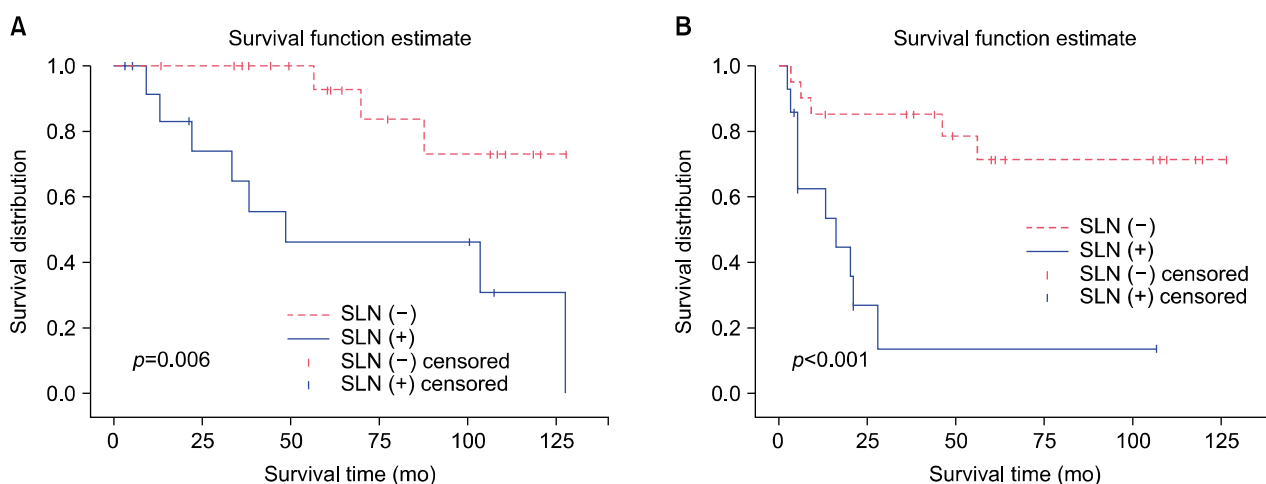 A
Survival function estimate
Survival distribution
1.0
0.8
0.6
0.4
0.2
0.0
SLN (−)
SLN (+)
SLN (−) censored
SLN (+) censored
p=0.006
0 25 50 75 100 125
Survival time (mo)
B
Survival function estimate
Survival distribution
1.0
0.8
0.6
0.4
0.2
0.0
SLN (−)
SLN (+)
SLN (−) censored
SLN (+) censored
p<0.001
0 25 50 75 100 125
Survival time (mo)